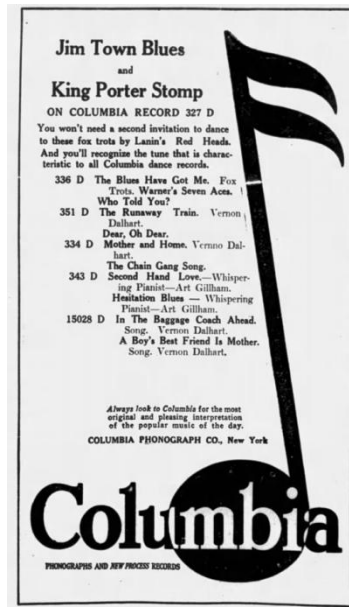 Jim Town Blues
and
King Porter Stomp
ON COLUMBIA RECORD 327 D
You won't need a second invitation to dance
to these fox trots by Lanin's Red Heads.
And you'll recognize the tune that is charac-
teristic to all Columbia dance records.
336 D The Blues Have Got Me. Fox
Trots. Warner's Seven Aces.
Who Told You?
351 D The Runaway Train. Vernon
Dalhart.
Dear, Oh Dear.
334 D Mother and Home. Vernno Dal-
hart.
The Chain Gang Song.
343 D Second Hand Love.—Whisper-
ing Pianist—Art Gillham.
Hesitation Blues — Whispering
Pianist—Art Gillham.
15028 D In The Baggage Coach Ahead.
Song. Vernon Dalhart.
A Boy's Best Friend Is Mother.
Song. Vernon Dalhart.
Always look to Columbia for the most
original and pleasing interpretation
of the popular music of the day.
COLUMBIA PHONOGRAPH CO., New York
Columbia
PHONOGRAPHS AND NEW PROCESS RECORDS